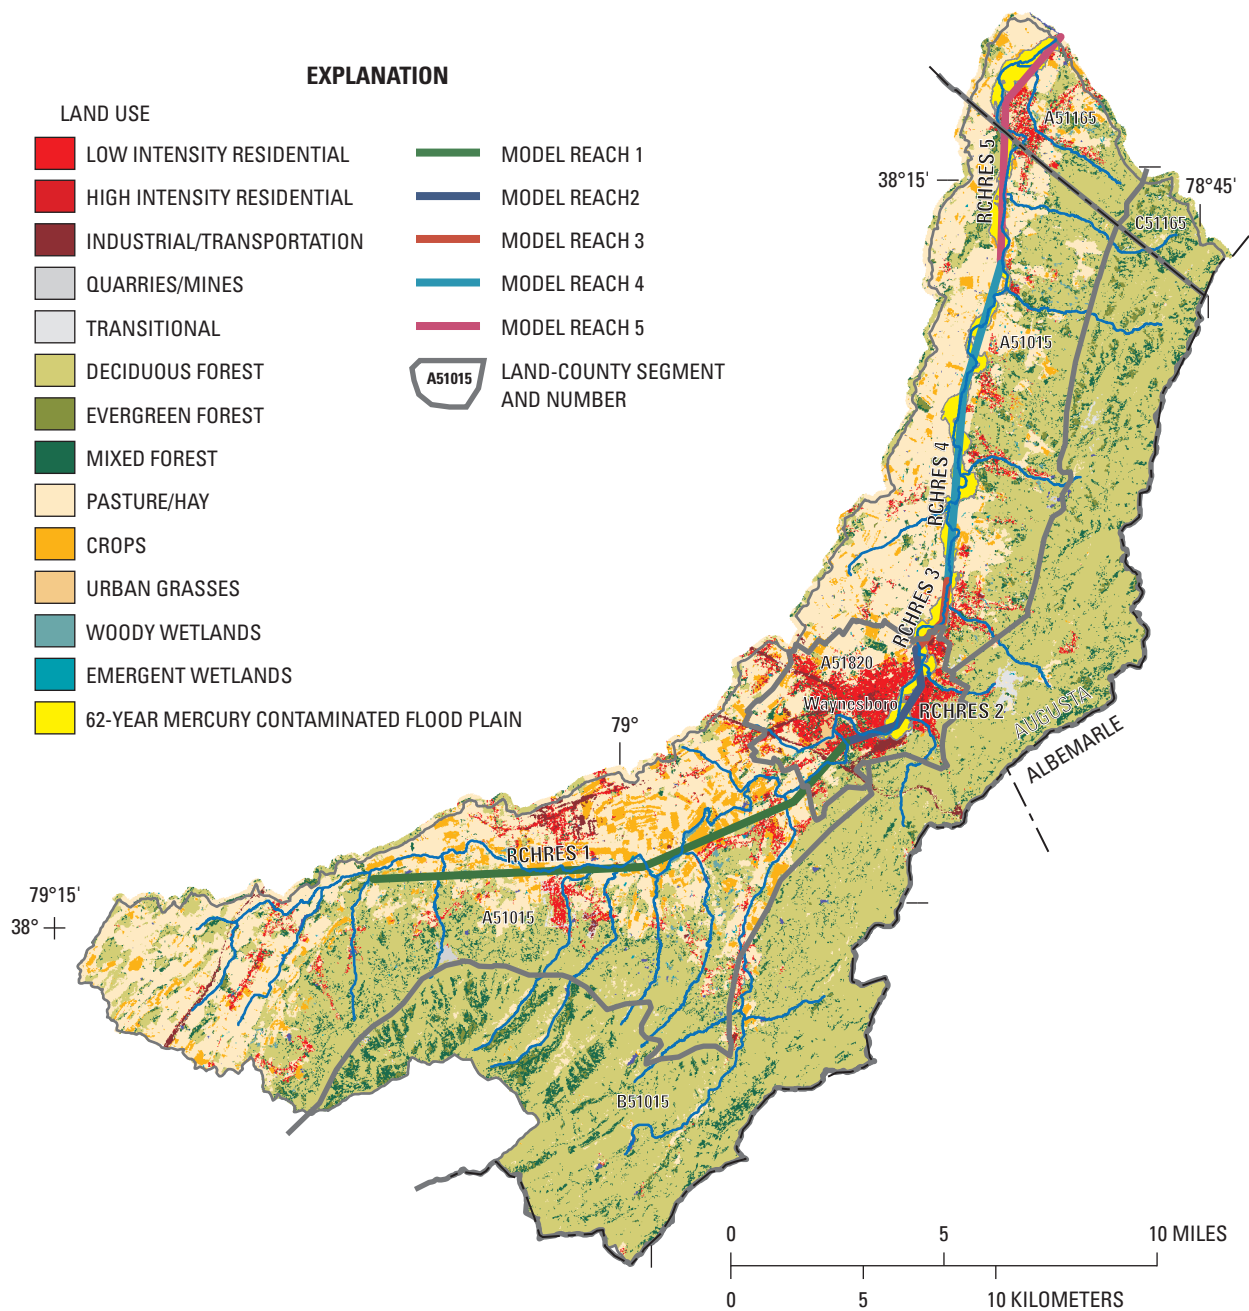 EXPLANATION
LAND USE
LOW INTENSITY RESIDENTIAL
HIGH INTENSITY RESIDENTIAL
INDUSTRIAL/TRANSPORTATION
QUARRIES/MINES
TRANSITIONAL
DECIDUOUS FOREST
EVERGREEN FOREST
MIXED FOREST
PASTURE/HAY
CROPS
URBAN GRASSES
WOODY WETLANDS
EMERGENT WETLANDS
62-YEAR MERCURY CONTAMINATED FLOOD PLAIN
MODEL REACH 1
MODEL REACH2
MODEL REACH 3
MODEL REACH 4
MODEL REACH 5
A51015
LAND-COUNTY SEGMENT
AND NUMBER
A51165
38°15'
78°45'
RCHRES 5
C51165
A51015
RCHRES 4
RCHRES 3
A51820
Waynesboro
RCHRES 2
AUGUSTA
ALBEMARLE
79°
RCHRES 1
79°15'
38°
A51015
B51015
0 5 10 MILES
0 5 10 KILOMETERS